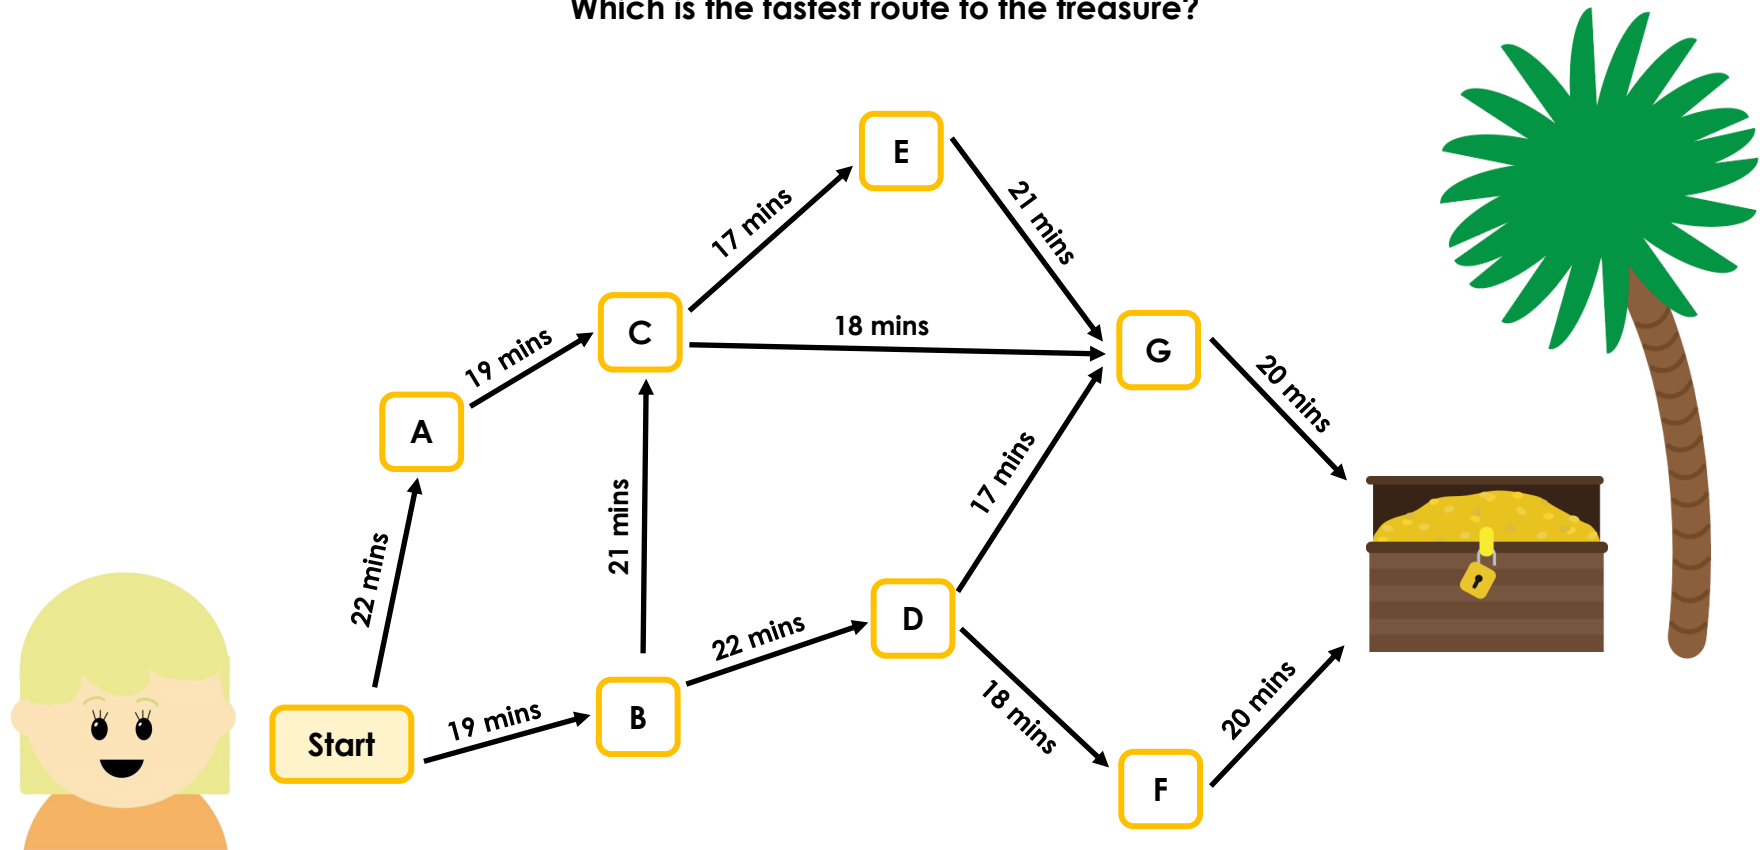 Which is the fastest route to the treasure?
E
17 mins
21 mins
C
18 mins
G
19 mins
20 mins
A
21 mins
17 mins
22 mins
D
22 mins
B
19 mins
Start
18 mins
20 mins
F